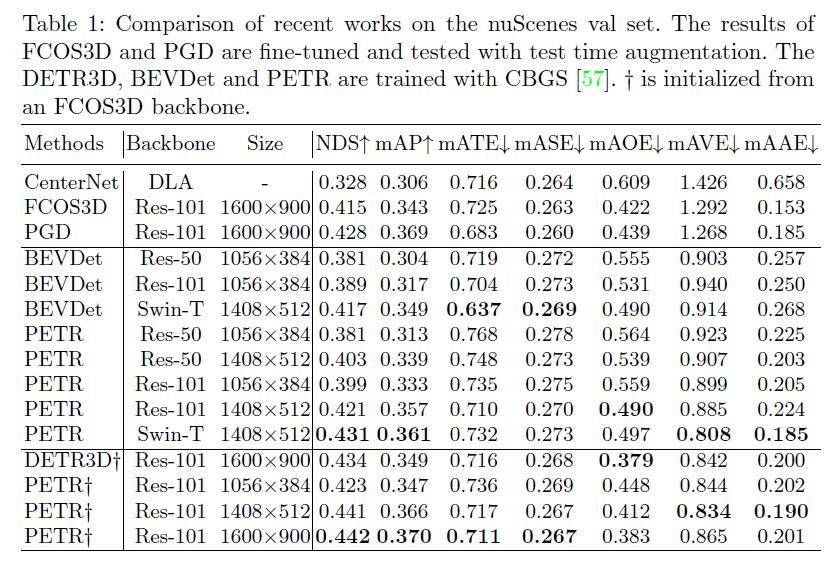 Table 1: Comparison of recent works on the nuScenes val set. The results of
FCOS3D and PGD are fine-tuned and tested with test time augmentation. The
DETR3D, BEVDet and PETR are trained with CBGS [57]. † is initialized from
an FCOS3D backbone.
Methods Backbone Size NDS↑ mAP↑ mATE↓ mASE↓ mAOE↓ mAVE↓ mAAE↓
CenterNet DLA - 0.328 0.306 0.716 0.264 0.609 1.426 0.658
FCOS3D Res-101 1600×900 0.415 0.343 0.725 0.263 0.422 1.292 0.153
PGD Res-101 1600×900 0.428 0.369 0.683 0.260 0.439 1.268 0.185
BEVDet Res-50 1056×384 0.381 0.304 0.719 0.272 0.555 0.903 0.257
BEVDet Res-101 1056×384 0.389 0.317 0.704 0.273 0.531 0.940 0.250
BEVDet Swin-T 1408×512 0.417 0.349 0.637 0.269 0.490 0.914 0.268
PETR Res-50 1056×384 0.381 0.313 0.768 0.278 0.564 0.923 0.225
PETR Res-50 1408×512 0.403 0.339 0.748 0.273 0.539 0.907 0.203
PETR Res-101 1056×384 0.399 0.333 0.735 0.275 0.559 0.899 0.205
PETR Res-101 1408×512 0.421 0.357 0.710 0.270 0.490 0.885 0.224
PETR Swin-T 1408×512 0.431 0.361 0.732 0.273 0.497 0.808 0.185
DETR3D† Res-101 1600×900 0.434 0.349 0.716 0.268 0.379 0.842 0.200
PETR† Res-101 1056×384 0.423 0.347 0.736 0.269 0.448 0.844 0.202
PETR† Res-101 1408×512 0.441 0.366 0.717 0.267 0.412 0.834 0.190
PETR† Res-101 1600×900 0.442 0.370 0.711 0.267 0.383 0.865 0.201